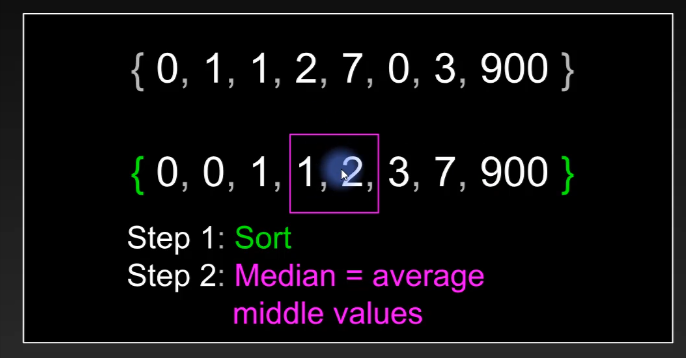 { 0, 1, 1, 2, 7, 0, 3, 900 }
{ 0, 0, 1, 1, 2, 3, 7, 900 }
Step 1: Sort
Step 2: Median = average
middle values